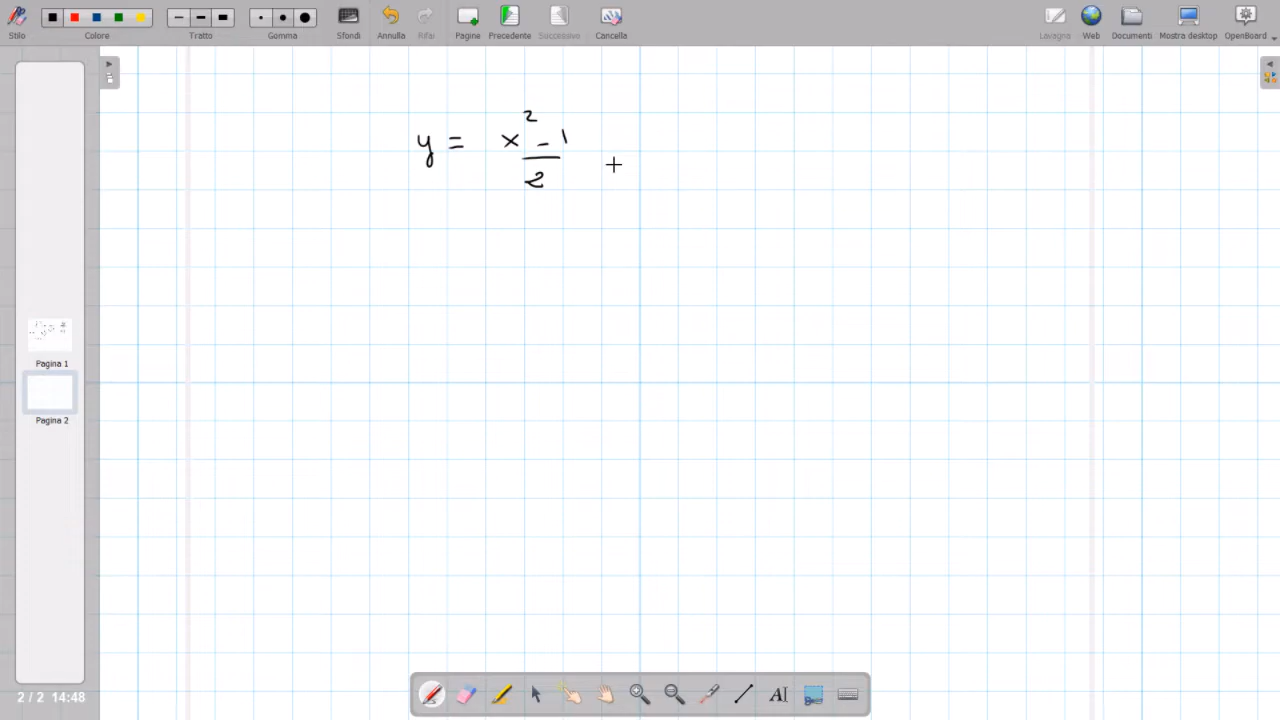 Stilo Colore Tratto Gomma Sfondi Annulla Rifai Pagine Precedente Successivo Cancella Lavagna Web Documenti Mostra desktop OpenBoard
y = x² - 1
2
Pagina 1
Pagina 2
2 / 2 14:48
AI